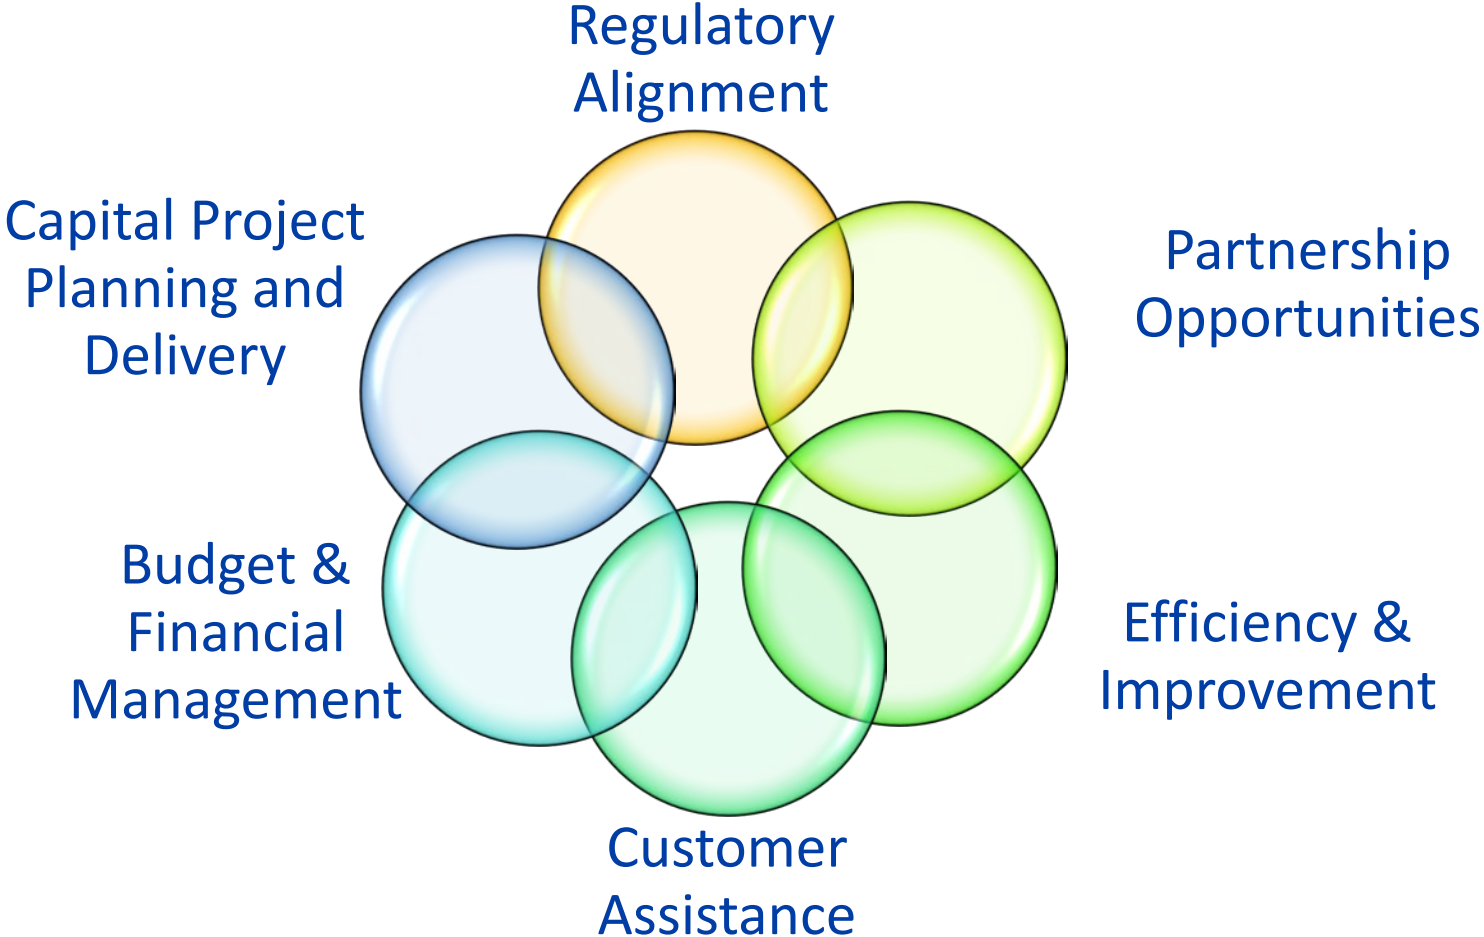 Regulatory
Alignment
Capital Project
Planning and
Delivery
Partnership
Opportunities
Budget &
Financial
Management
Efficiency &
Improvement
Customer
Assistance